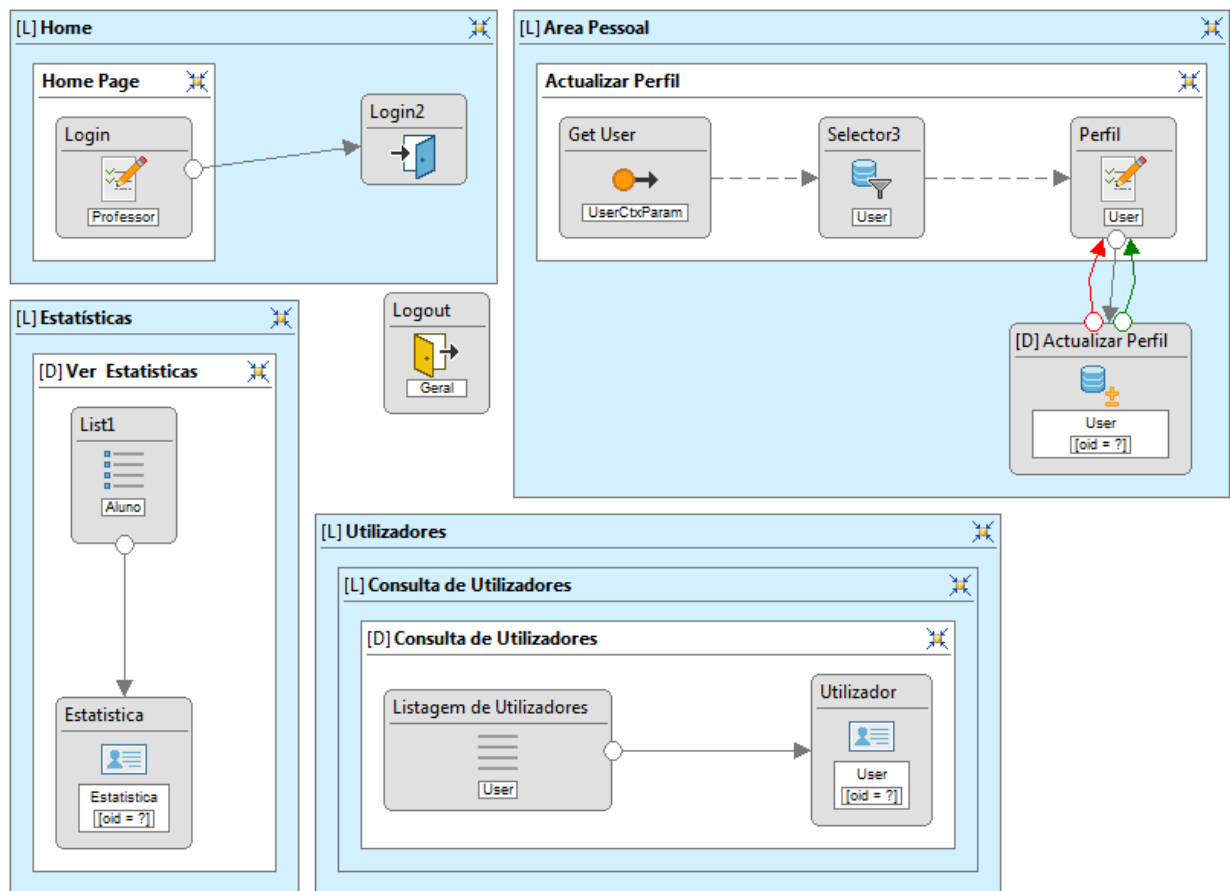 [L] Home
Home Page
Login
Professor
Login2
[L] Area Pessoal
Actualizar Perfil
Get User
UserCtxParam
Selector3
User
Perfil
User
[D] Actualizar Perfil
User
[oid = ?]
Logout
Geral
[L] Estatísticas
[D] Ver Estatisticas
List1
Aluno
Estatistica
Estatistica
[oid = ?]
[L] Utilizadores
[L] Consulta de Utilizadores
[D] Consulta de Utilizadores
Listagem de Utilizadores
User
Utilizador
User
[oid = ?]